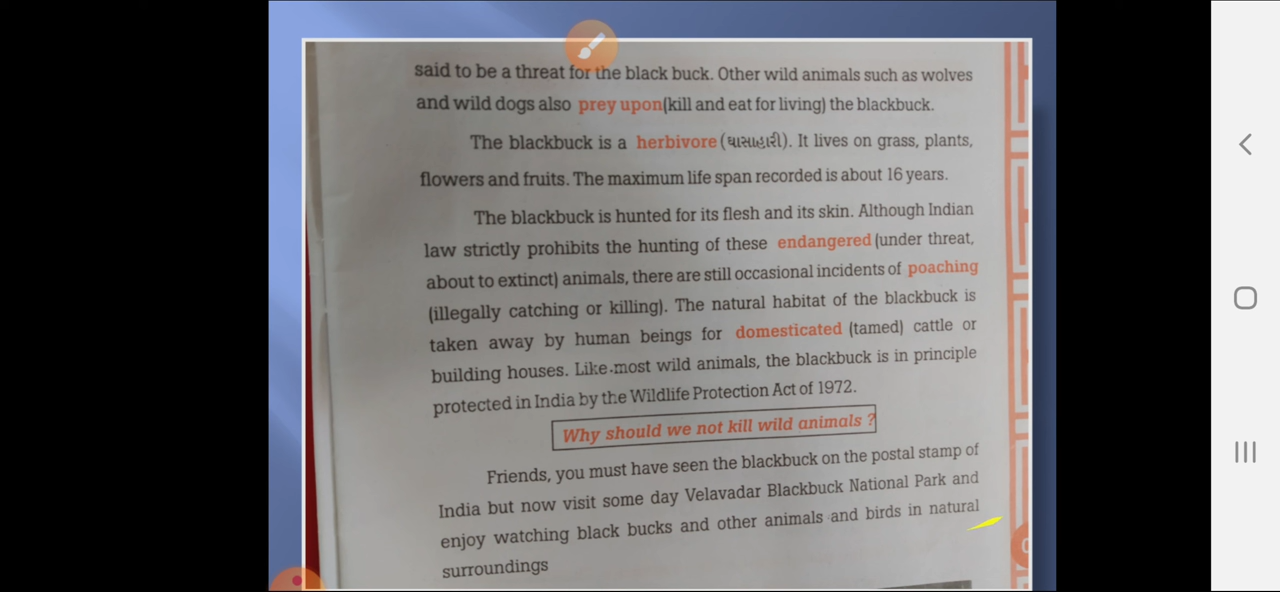 said to be a threat for the black buck. Other wild animals such as wolves
and wild dogs also prey upon(kill and eat for living) the blackbuck.
The blackbuck is a herbivore (ઘાસાહારી). It lives on grass, plants,
flowers and fruits. The maximum life span recorded is about 16 years.
The blackbuck is hunted for its flesh and its skin. Although Indian
law strictly prohibits the hunting of these endangered (under threat,
about to extinct) animals, there are still occasional incidents of poaching
(illegally catching or killing). The natural habitat of the blackbuck is
taken away by human beings for domesticated (tamed) cattle or
building houses. Like most wild animals, the blackbuck is in principle
protected in India by the Wildlife Protection Act of 1972.
Why should we not kill wild animals ?
Friends, you must have seen the blackbuck on the postal stamp of
India but now visit some day Velavadar Blackbuck National Park and
enjoy watching black bucks and other animals and birds in natural
surroundings